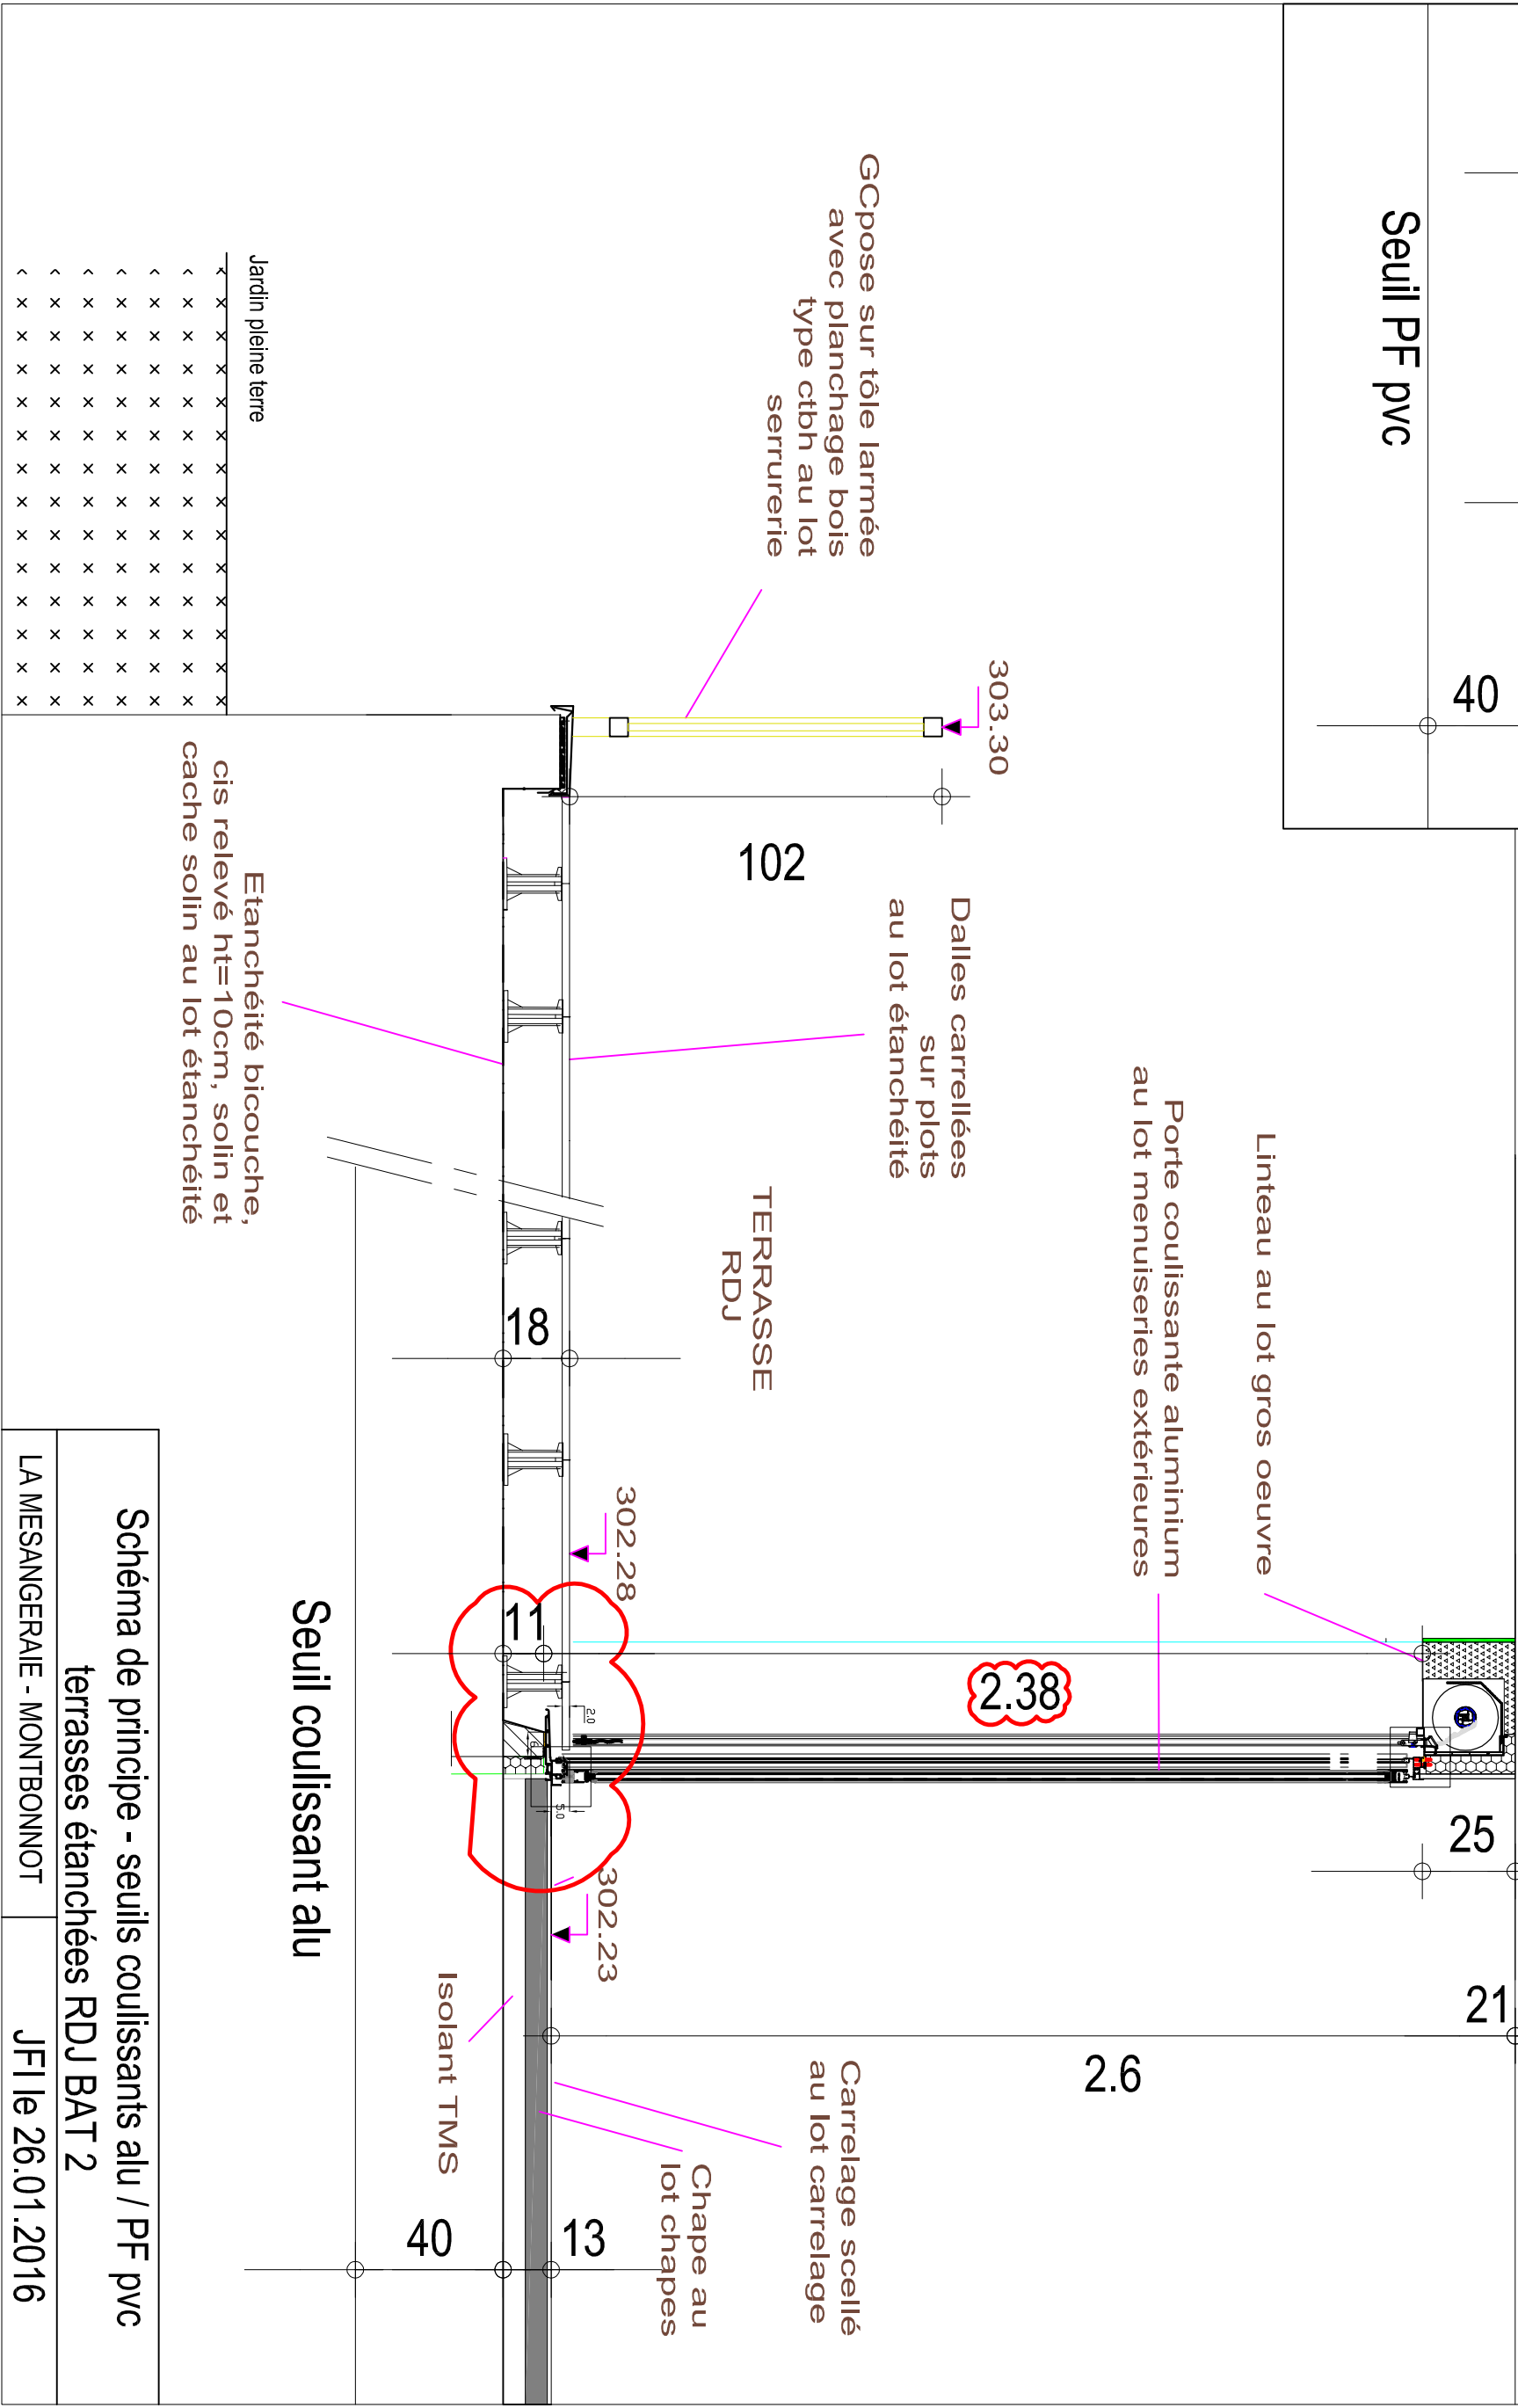 Seuil PF pvc
40
25
21
Linteau au lot gros oeuvre
Porte coulissante aluminium
au lot menuiseries extérieures
303.30
GCpose sur tôle larmée
avec planchage bois
type ctbh au lot
serrurerie
102
Dalles carrellées
sur plots
au lot étanchéité
TERRASSE
RDJ
2.38
2.6
Carrelage scellé
au lot carrelage
Chape au
lot chapes
302.28
302.23
18
11
2.0
6
5.0
13
40
Isolant TMS
Jardin pleine terre
Etanchéité bicouche,
cis relevé ht=10cm, solin et
cache solin au lot étanchéité
Seuil coulissant alu
Schéma de principe - seuils coulissants alu / PF pvc
terrasses étanchées RDJ BAT 2
LA MESANGERAIE - MONTBONNOT
JFI le 26.01.2016